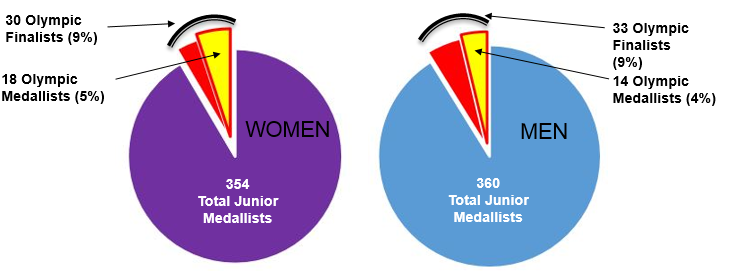 30 Olympic
Finalists (9%)
18 Olympic
Medallists (5%)
WOMEN
354
Total Junior
Medallists
33 Olympic
Finalists
(9%)
14 Olympic
Medallists (4%)
MEN
360
Total Junior
Medallists